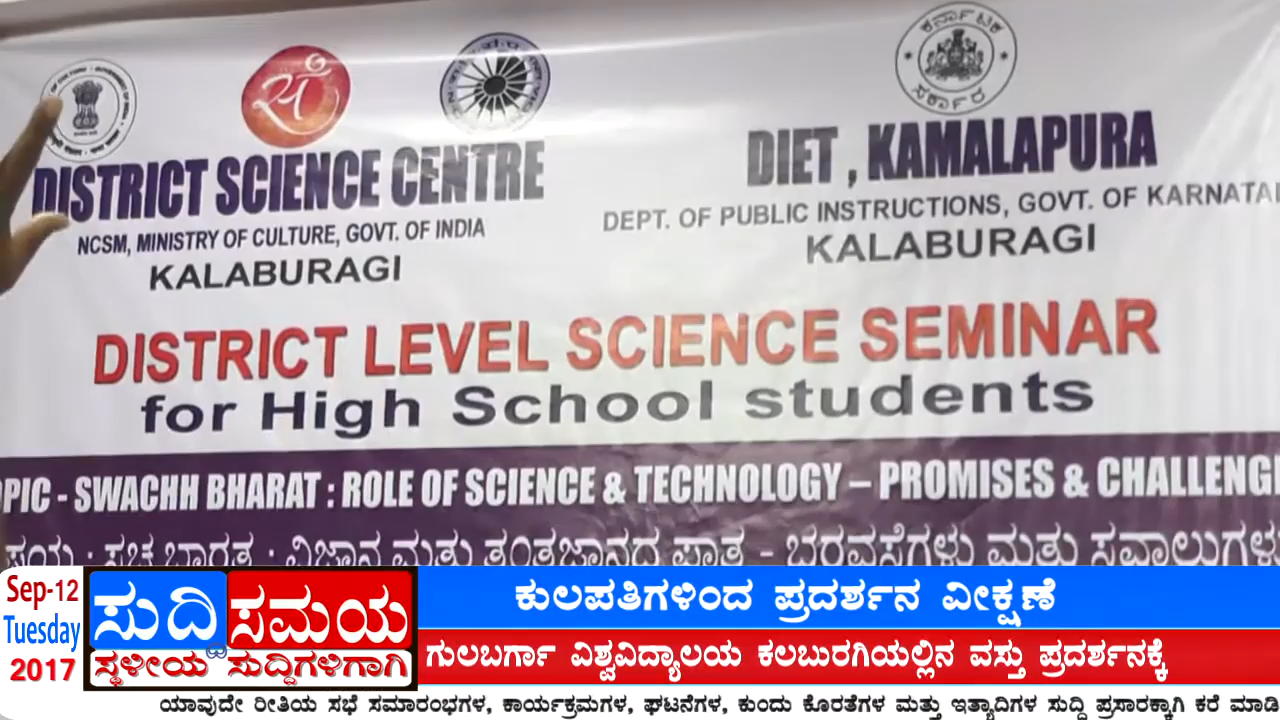 ಕರ್ನಾಟಕ
ಸರ್ಕಾರ
DISTRICT SCIENCE CENTRE
NCSM, MINISTRY OF CULTURE, GOVT. OF INDIA
KALABURAGI
DIET , KAMALAPURA
DEPT. OF PUBLIC INSTRUCTIONS, GOVT. OF
KALABURAGI
DISTRICT LEVEL SCIENCE SEMINAR
for High School students
- SWACHH BHARAT : ROLE OF SCIENCE & TECHNOLOGY – PROMISES &
Sep-12
Tuesday
2017
ಸುದ್ದಿ ಸಮಯ
ಸ್ಥಳೀಯ ಸುದ್ದಿಗಳಿಗಾಗಿ
ಕುಲಪತಿಗಳಿಂದ ಪ್ರದರ್ಶನ ವೀಕ್ಷಣೆ
ಗುಲಬರ್ಗಾ ವಿಶ್ವವಿದ್ಯಾಲಯ ಕಲಬುರಗಿಯಲ್ಲಿನ ವಸ್ತು ಪ್ರದರ್ಶನಕ್ಕೆ
ಯಾವುದೇ ರೀತಿಯ ಸಭೆ ಸಮಾರಂಭಗಳ, ಕಾರ್ಯಕ್ರಮಗಳ, ಘಟನೆಗಳ, ಕುಂದು ಕೊರತೆಗಳ ಮತ್ತು ಇತ್ಯಾದಿಗಳ ಸುದ್ದಿ ಪ್ರಸಾರಕ್ಕಾಗಿ ಕರೆ ಮಾಡಿ